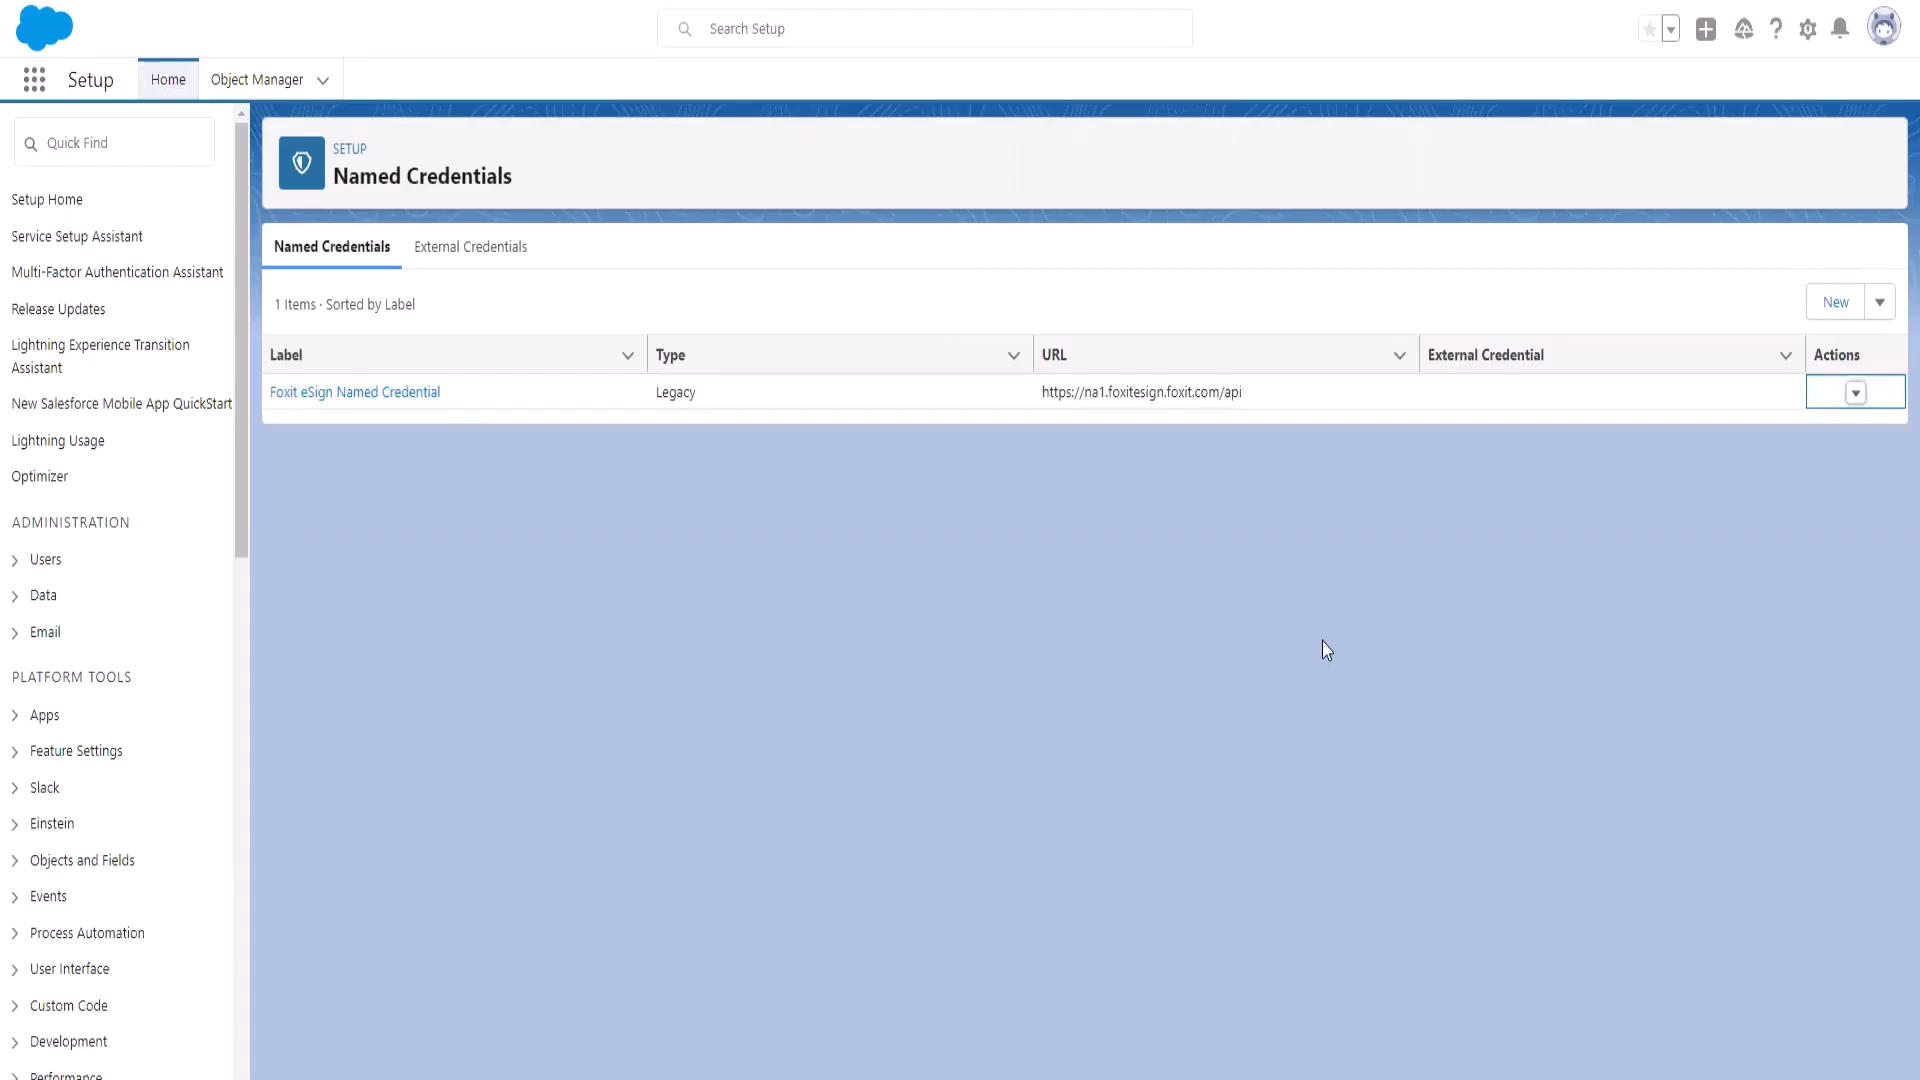 Search Setup
Setup
Home
Object Manager
Quick Find
Setup Home
Service Setup Assistant
Multi-Factor Authentication Assistant
Release Updates
Lightning Experience Transition
Assistant
New Salesforce Mobile App QuickStart
Lightning Usage
Optimizer
ADMINISTRATION
Users
Data
Email
PLATFORM TOOLS
Apps
Feature Settings
Slack
Einstein
Objects and Fields
Events
Process Automation
User Interface
Custom Code
Development
Performance
SETUP
Named Credentials
Named Credentials External Credentials
1 Items · Sorted by Label
New
Label Type URL External Credential Actions
Foxit eSign Named Credential Legacy https://na1.foxitesign.foxit.com/api